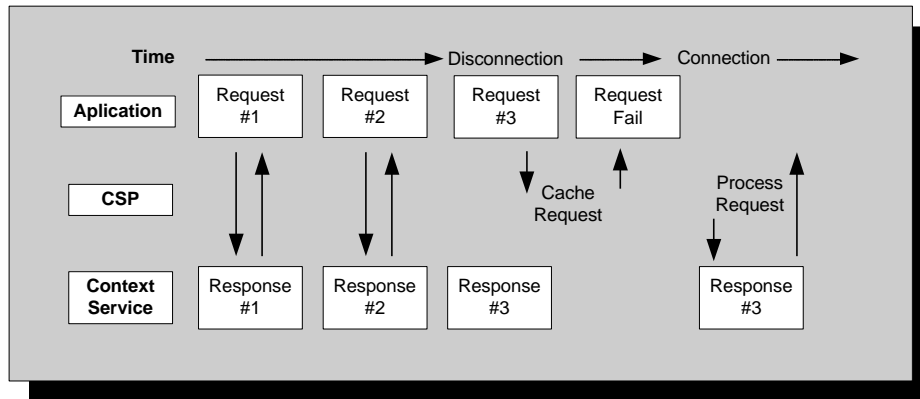 Time
Disconnection
Connection
Aplication
Request
#1
Request
#2
Request
#3
Request
Fail
CSP
Cache
Request
Process
Request
Context
Service
Response
#1
Response
#2
Response
#3
Response
#3